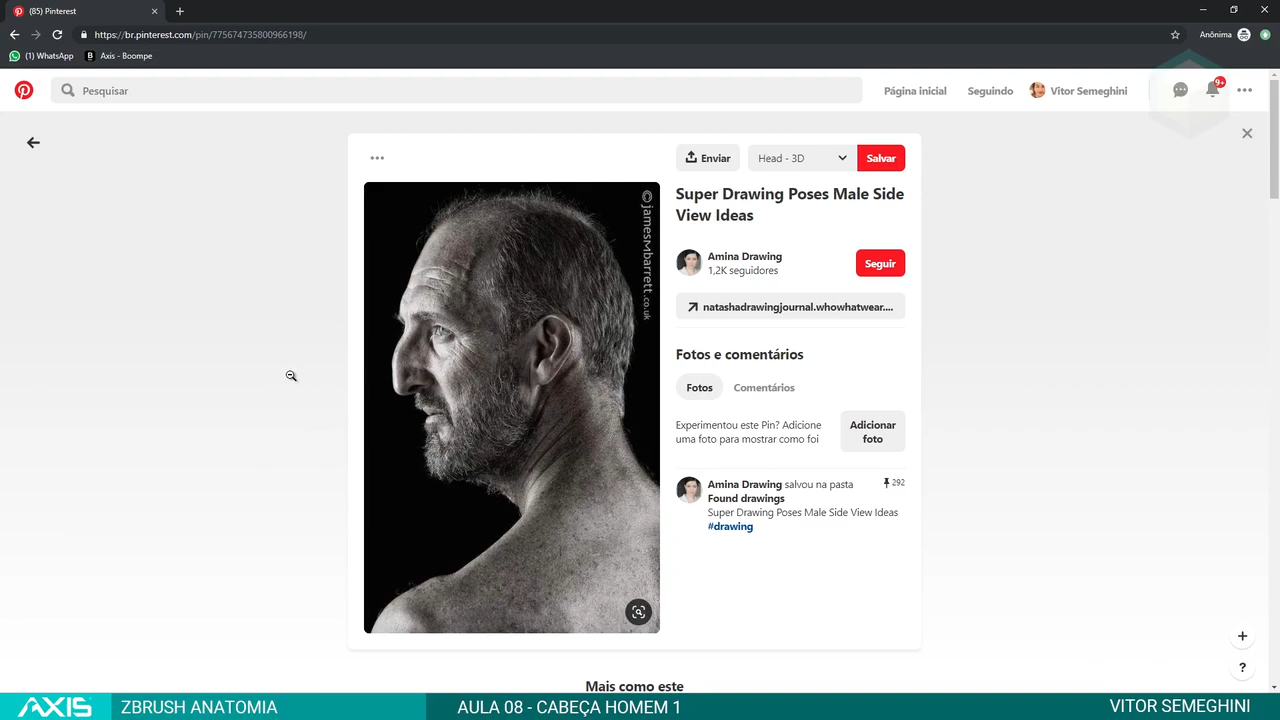 (85) Pinterest
https://br.pinterest.com/pin/775674735800966198/
Anônima
(1) WhatsApp
B Axis - Boompe
Pesquisar
Página inicial
Seguindo
Vitor Semeghini
9+
Enviar
Head - 3D
Salvar
Super Drawing Poses Male Side
View Ideas
©jamesMbarrett.co.uk
Amina Drawing
1,2K seguidores
Seguir
natashadrawingjournal.whowhatwear....
Fotos e comentários
Fotos
Comentários
Experimentou este Pin? Adicione
uma foto para mostrar como foi
Adicionar
foto
Amina Drawing salvou na pasta
292
Found drawings
Super Drawing Poses Male Side View Ideas
#drawing
Mais como este
AXIS
ZBRUSH ANATOMIA
AULA 08 - CABEÇA HOMEM 1
VITOR SEMEGHINI